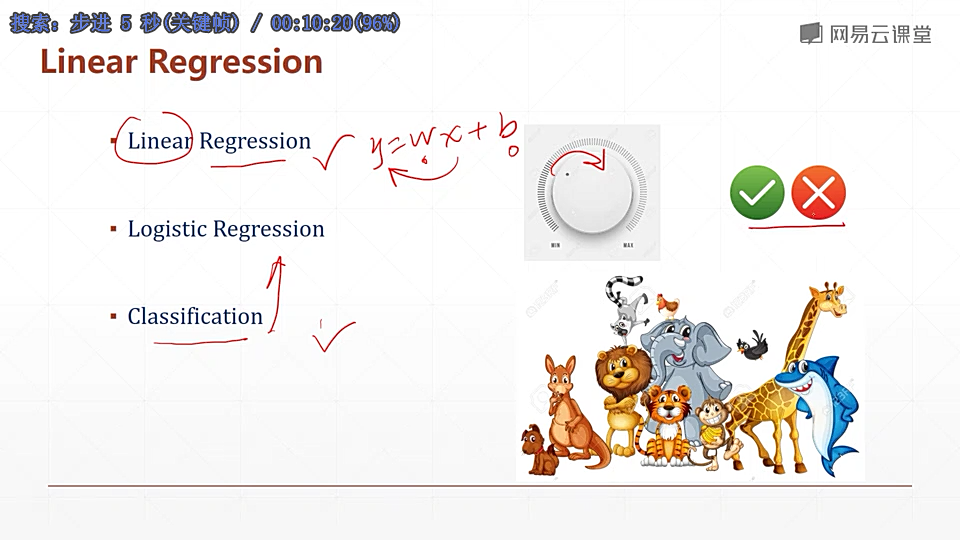 搜索: 步进 5 秒(关键帧) / 00:10:20(96%)
网易云课堂
Linear Regression
▪ Linear Regression
y=wx+b
▪ Logistic Regression
MIN MAX
▪ Classification